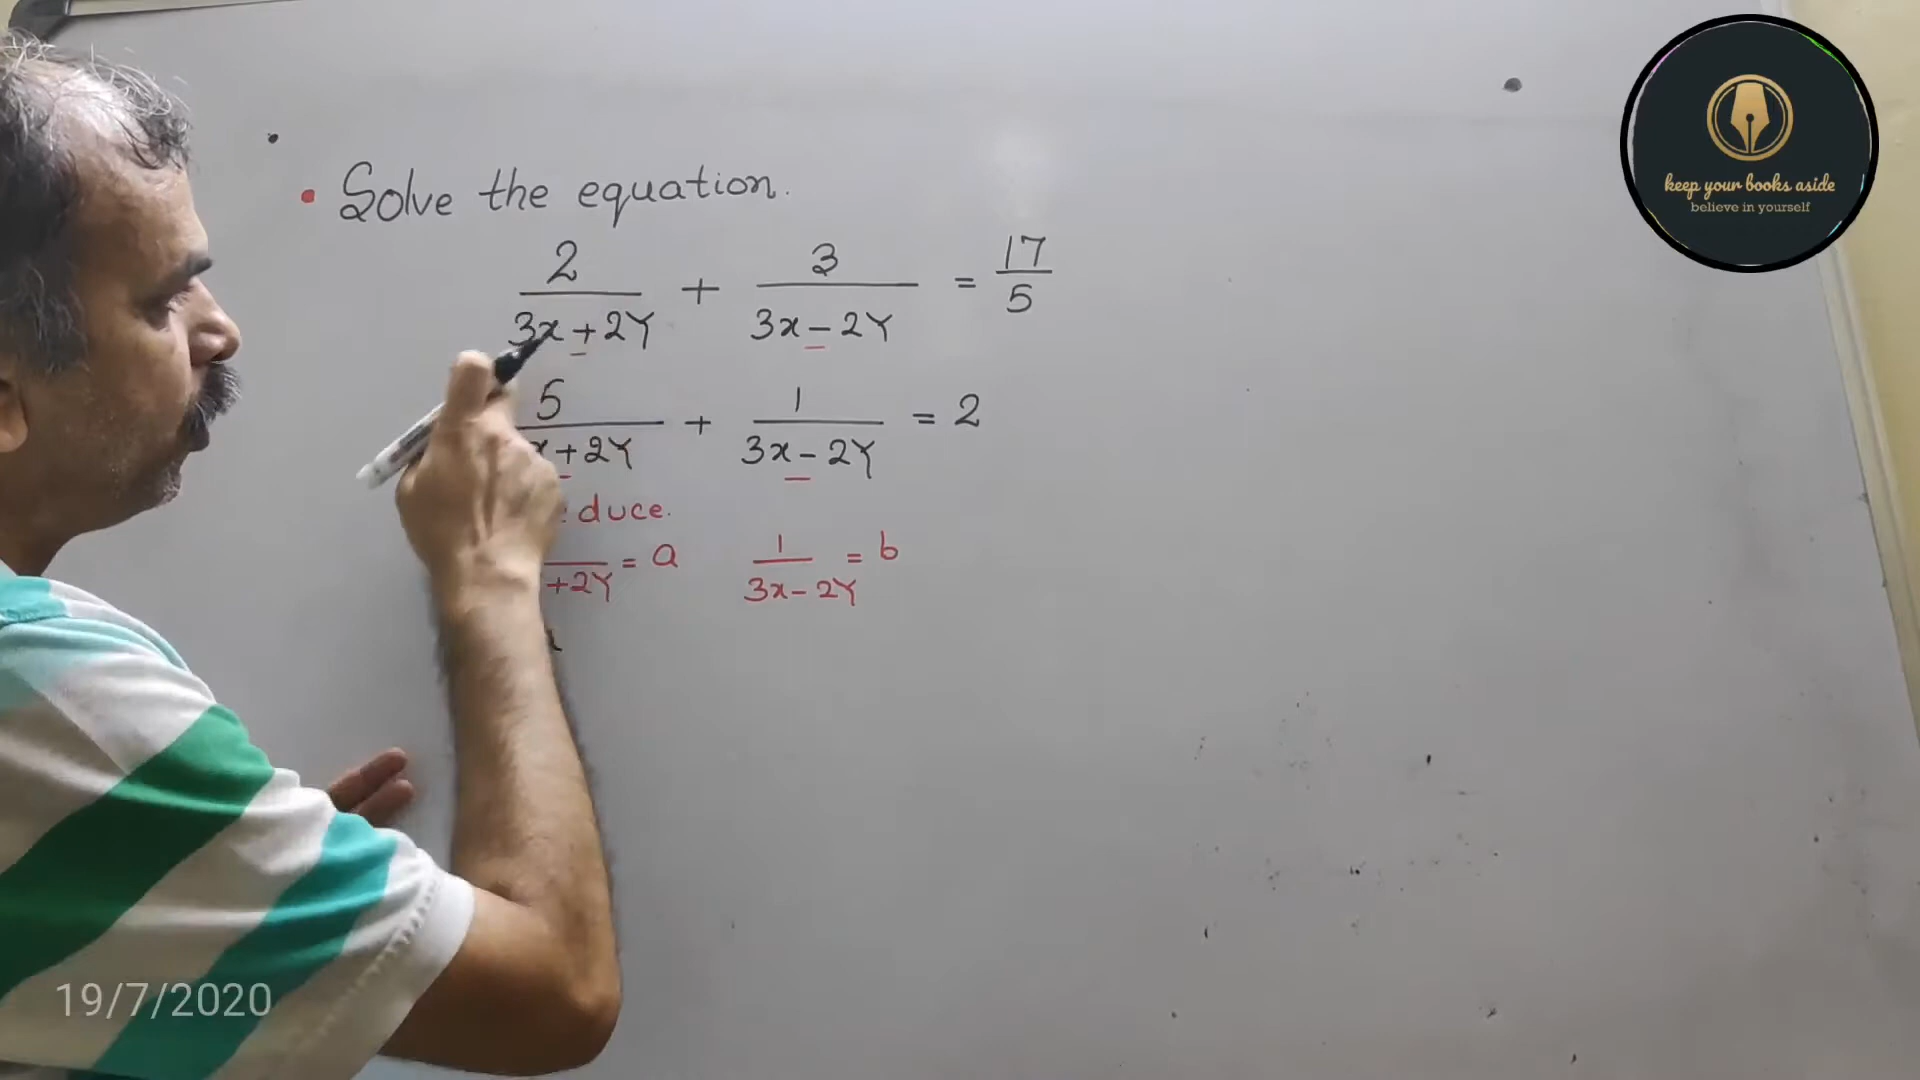 • Solve the equation.
2/(3x+2Y) + 3/(3x-2Y) = 17/5
5/(x+2Y) + 1/(3x-2Y) = 2
duce.
+2Y = a 1/(3x-2Y) = b
keep your books aside
believe in yourself
19/7/2020